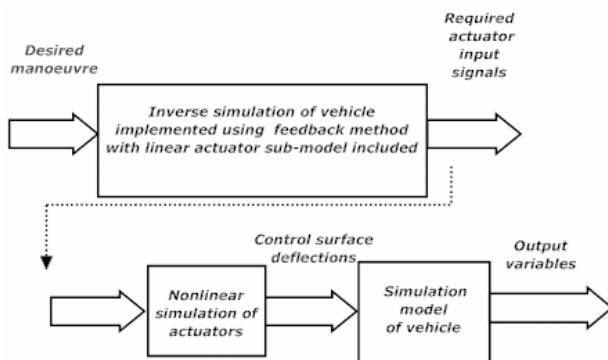 Desired
manoeuvre
Required
actuator
input
signals
Inverse simulation of vehicle
implemented using feedback method
with linear actuator sub-model included
Control surface
deflections
Output
variables
Nonlinear
simulation of
actuators
Simulation
model
of vehicle